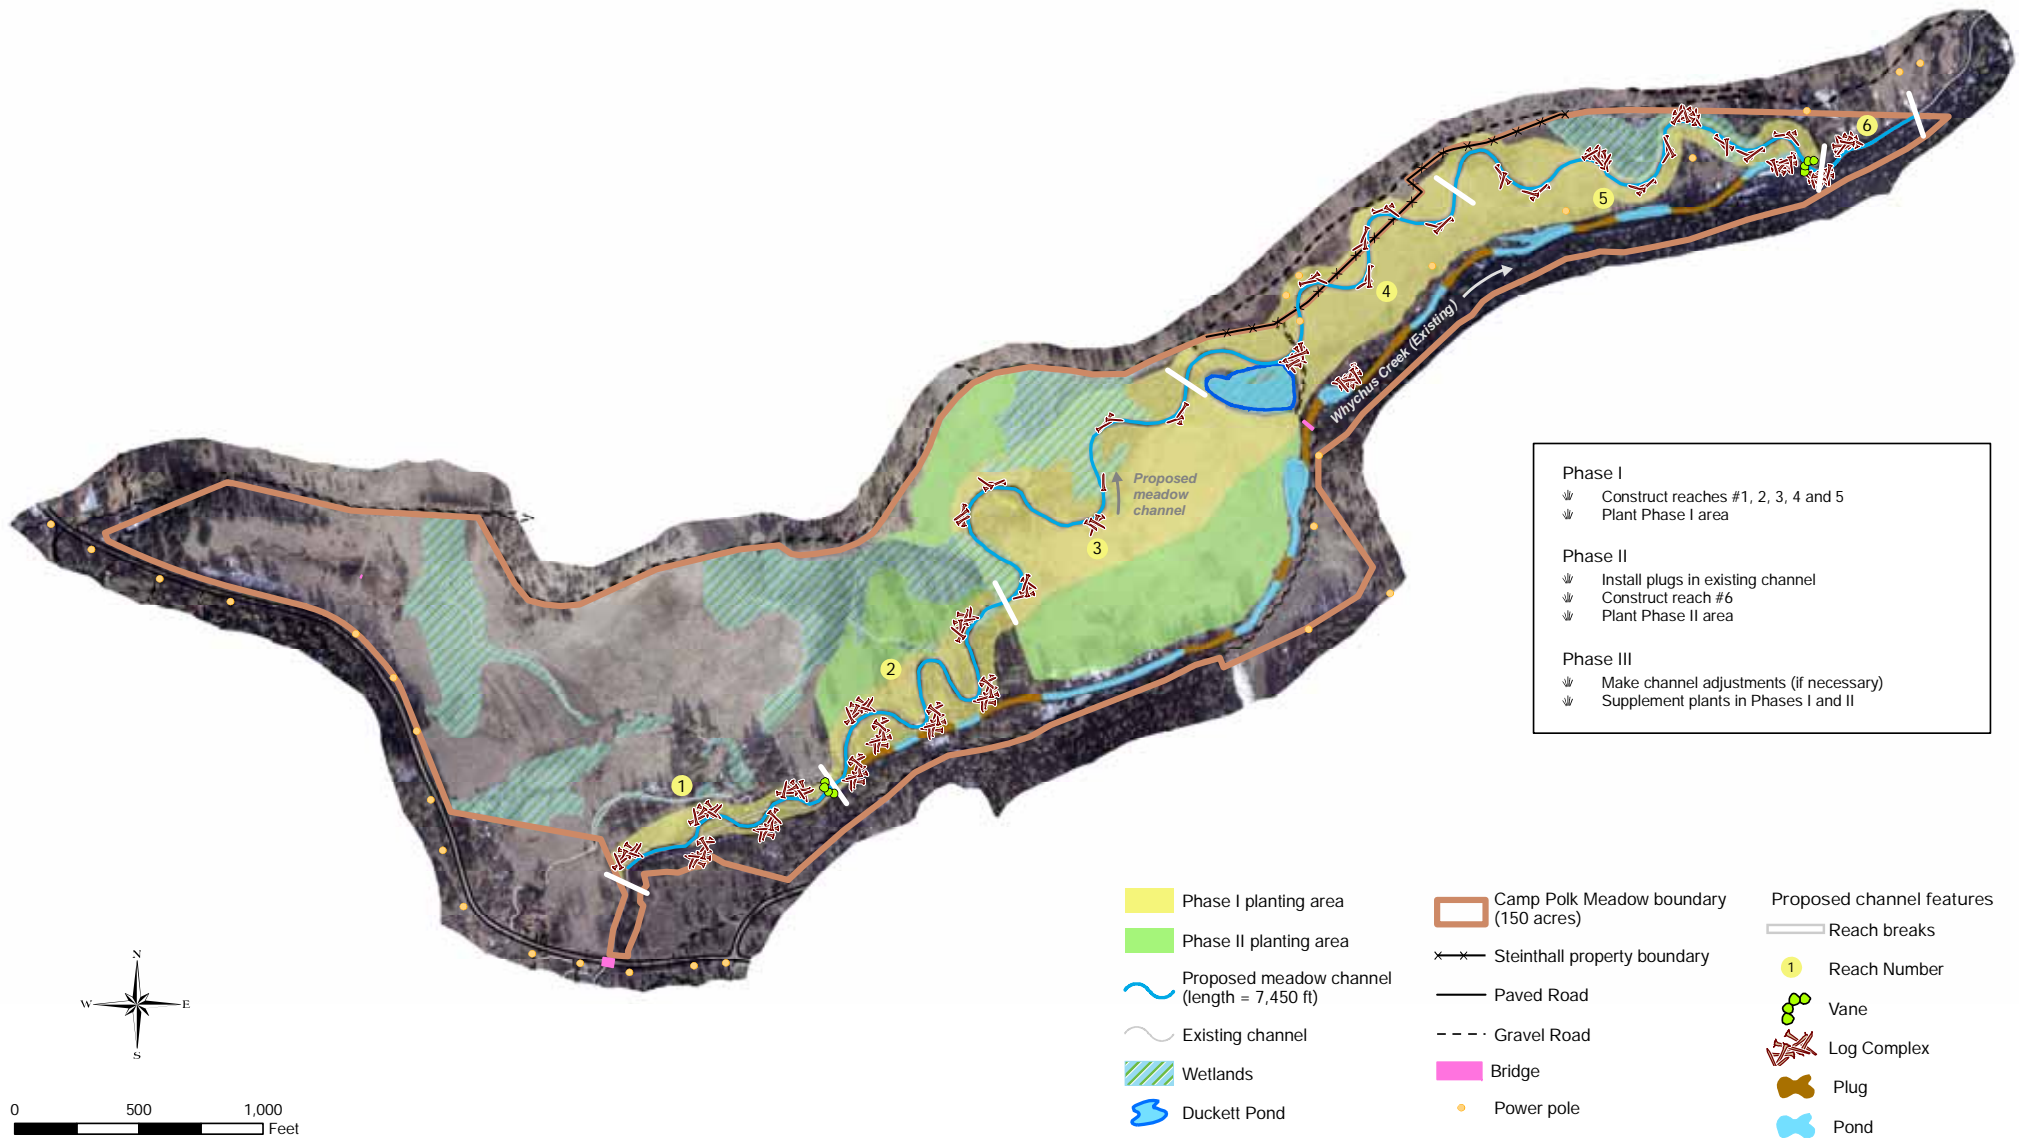 6
5
4
Whychus Creek (Existing)
Proposed
meadow
channel
3
2
1
Phase I
Construct reaches #1, 2, 3, 4 and 5
Plant Phase I area
Phase II
Install plugs in existing channel
Construct reach #6
Plant Phase II area
Phase III
Make channel adjustments (if necessary)
Supplement plants in Phases I and II
N
W
E
S
0 500 1,000
Feet
Phase I planting area
Phase II planting area
Proposed meadow channel
(length = 7,450 ft)
Existing channel
Wetlands
Duckett Pond
Camp Polk Meadow boundary
(150 acres)
Steinthall property boundary
Paved Road
Gravel Road
Bridge
Power pole
Proposed channel features
Reach breaks
1 Reach Number
Vane
Log Complex
Plug
Pond